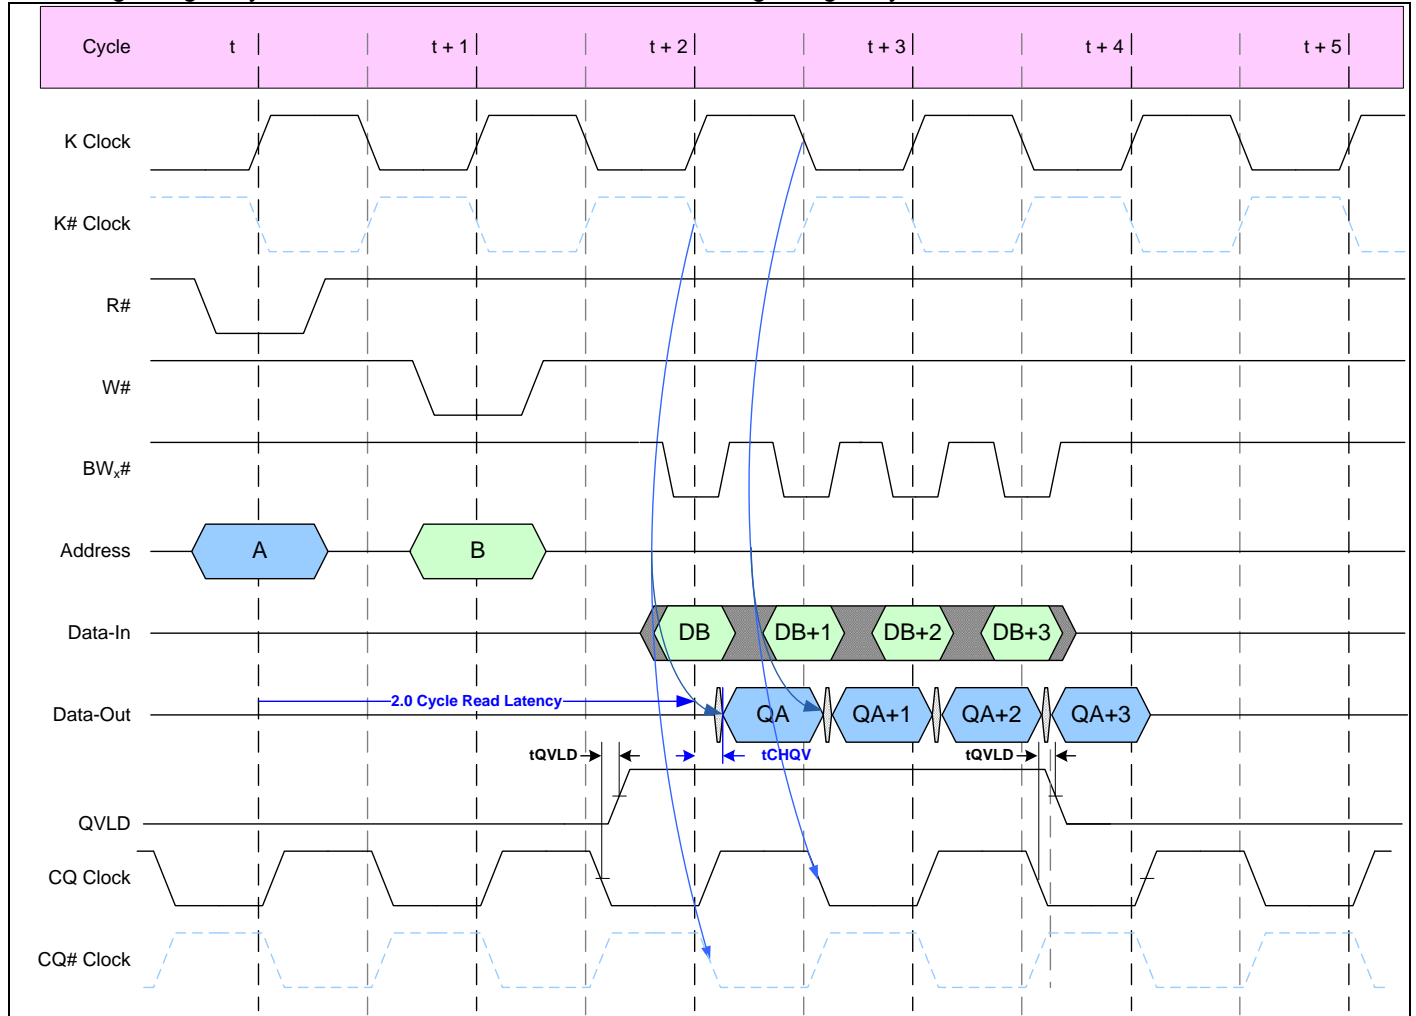 Cycle t t + 1 t + 2 t + 3 t + 4 t + 5
K Clock
K# Clock
R#
W#
BWx#
Address A B
Data-In DB DB+1 DB+2 DB+3
2.0 Cycle Read Latency
Data-Out QA QA+1 QA+2 QA+3
tQVLD tCHQV tQVLD
QVLD
CQ Clock
CQ# Clock